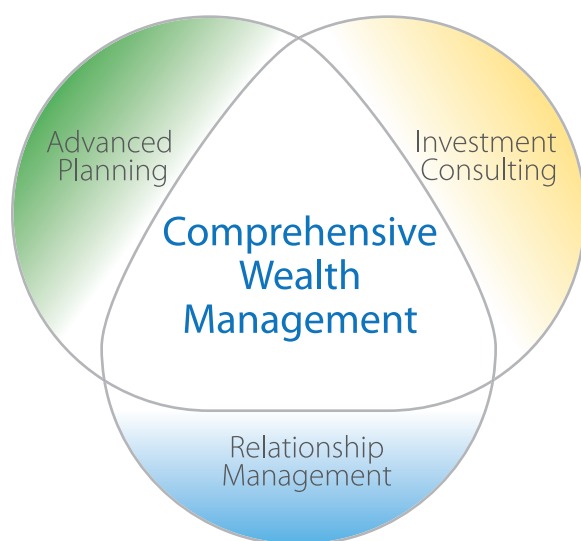 Advanced
Planning
Investment
Consulting
Comprehensive
Wealth
Management
Relationship
Management